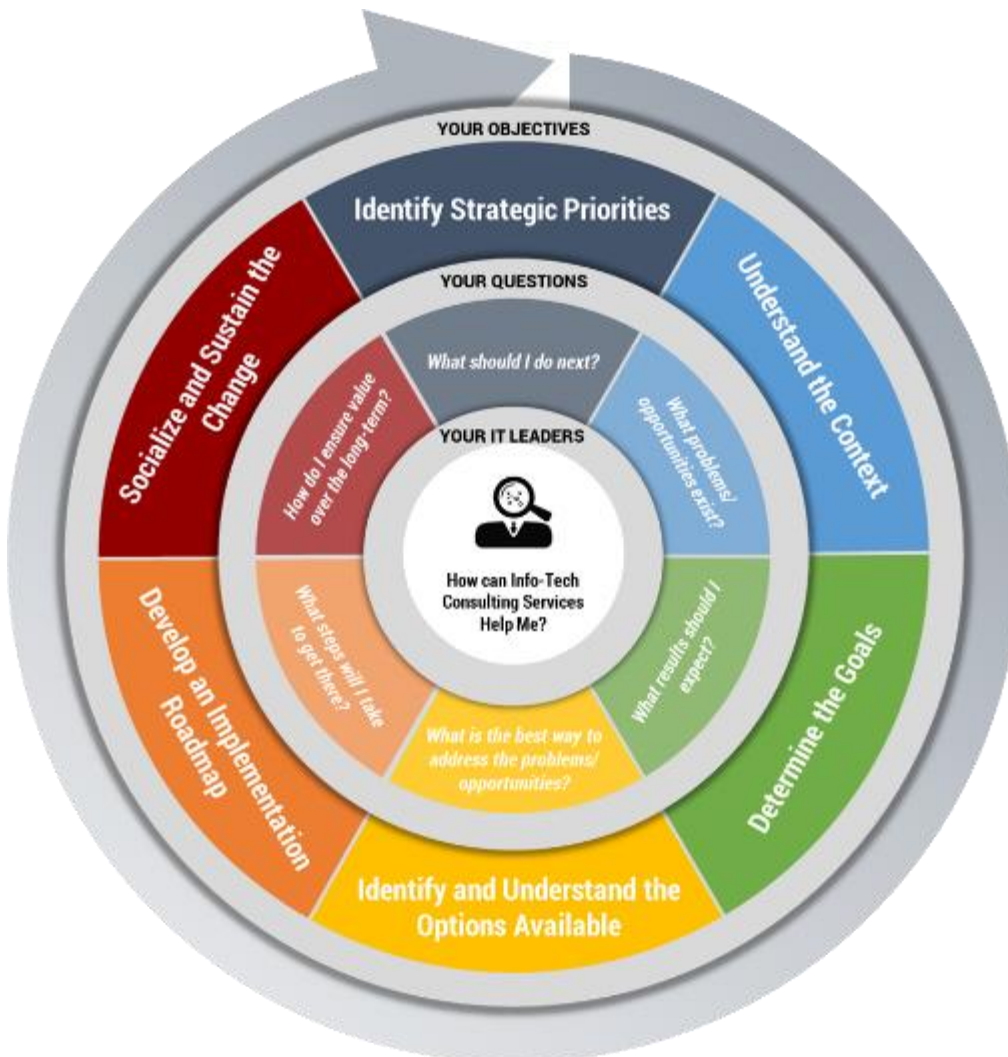 YOUR OBJECTIVES
Identify Strategic Priorities
Understand the Context
Determine the Goals
Identify and Understand the
Options Available
Develop an Implementation
Roadmap
Socialize and Sustain the
Change
YOUR QUESTIONS
What should I do next?
What problems/
opportunities exist?
What results should I
expect?
What is the best way to
address the problems/
opportunities?
What steps will I take
to get there?
How do I ensure value
over the long-term?
YOUR IT LEADERS
How can Info-Tech
Consulting Services
Help Me?